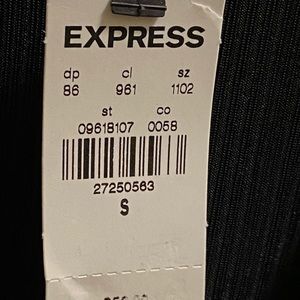 EXPRESS
dp cl sz
86 961 1102
st co
09618107 0058
27250563
S